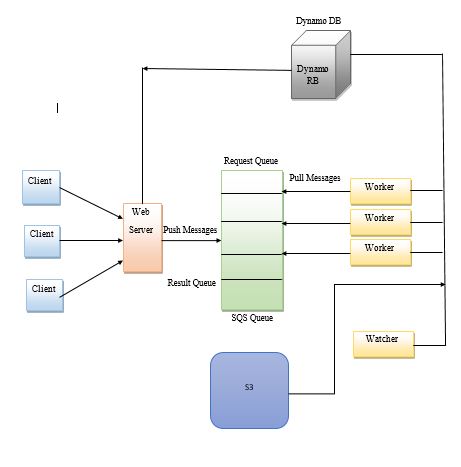 Dynamo DB
Dynamo
RB
Request Queue
Pull Messages
Client
Worker
Web
Server
Worker
Push Messages
Client
Worker
Result Queue
Client
SQS Queue
Watcher
S3